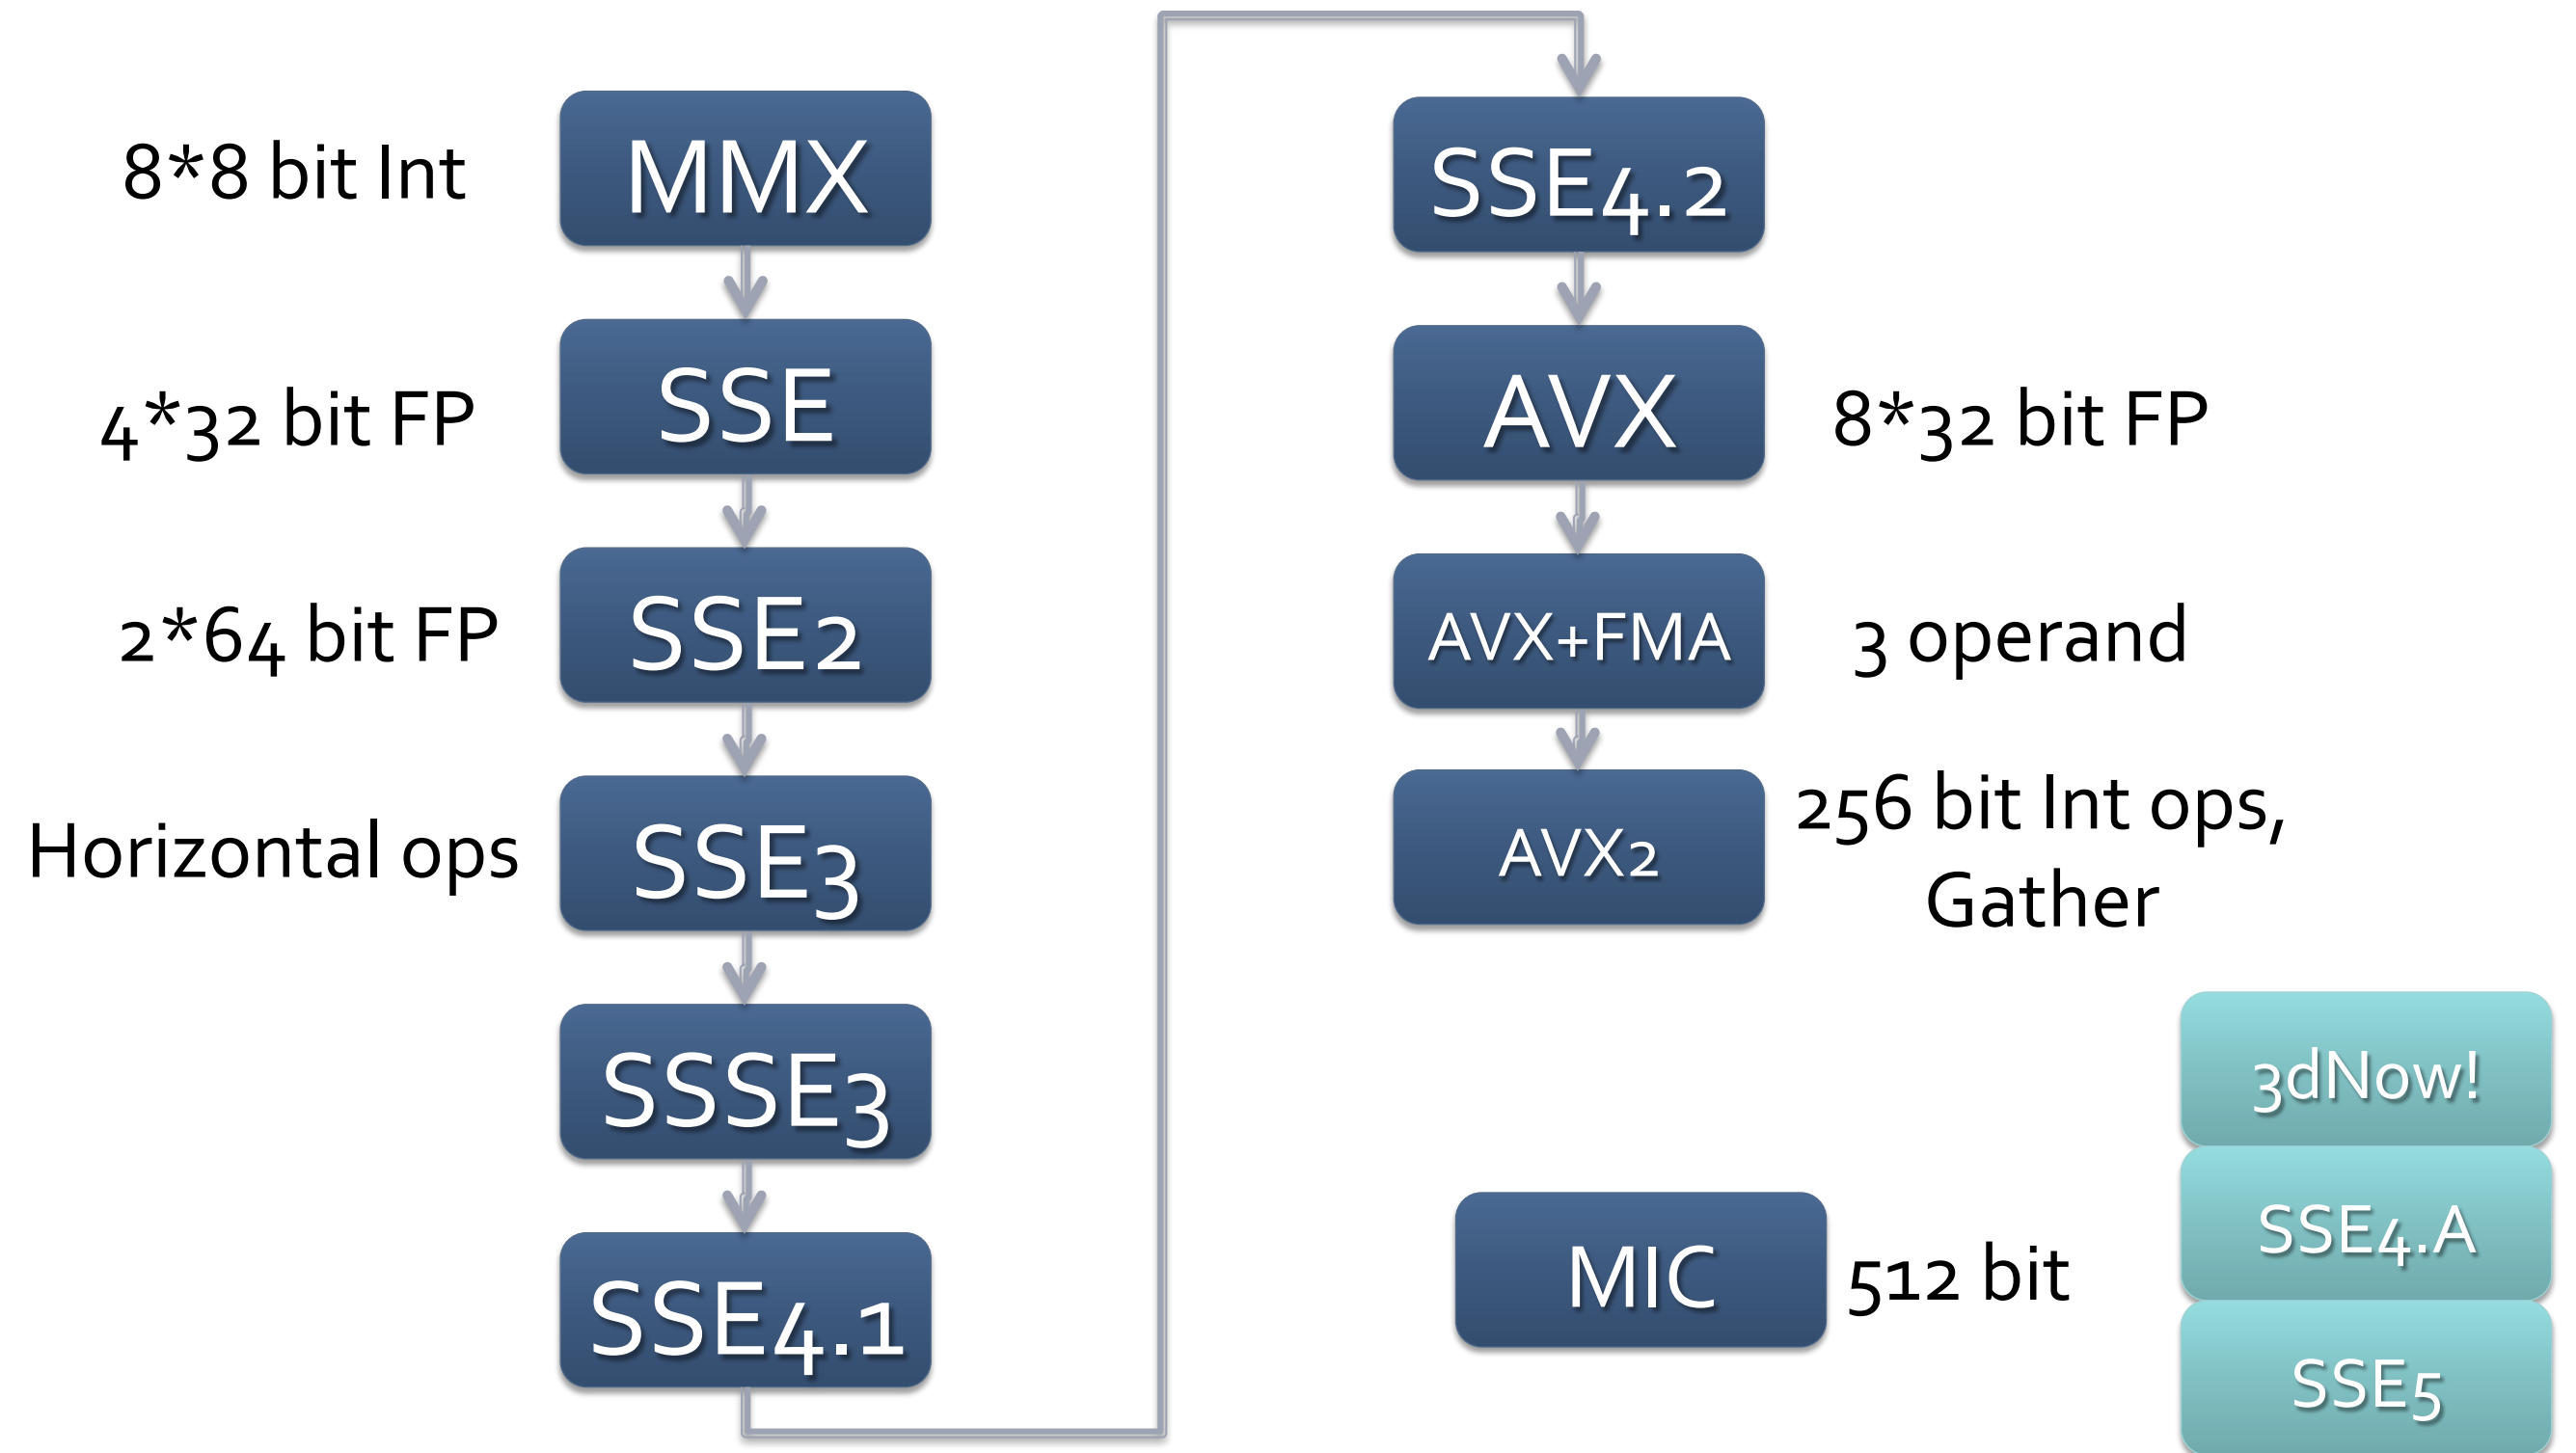 8*8 bit Int
MMX
4*32 bit FP
SSE
2*64 bit FP
SSE2
Horizontal ops
SSE3
SSSE3
SSE4.1
SSE4.2
AVX
8*32 bit FP
AVX+FMA
3 operand
AVX2
256 bit Int ops,
Gather
MIC
512 bit
3dNow!
SSE4.A
SSE5